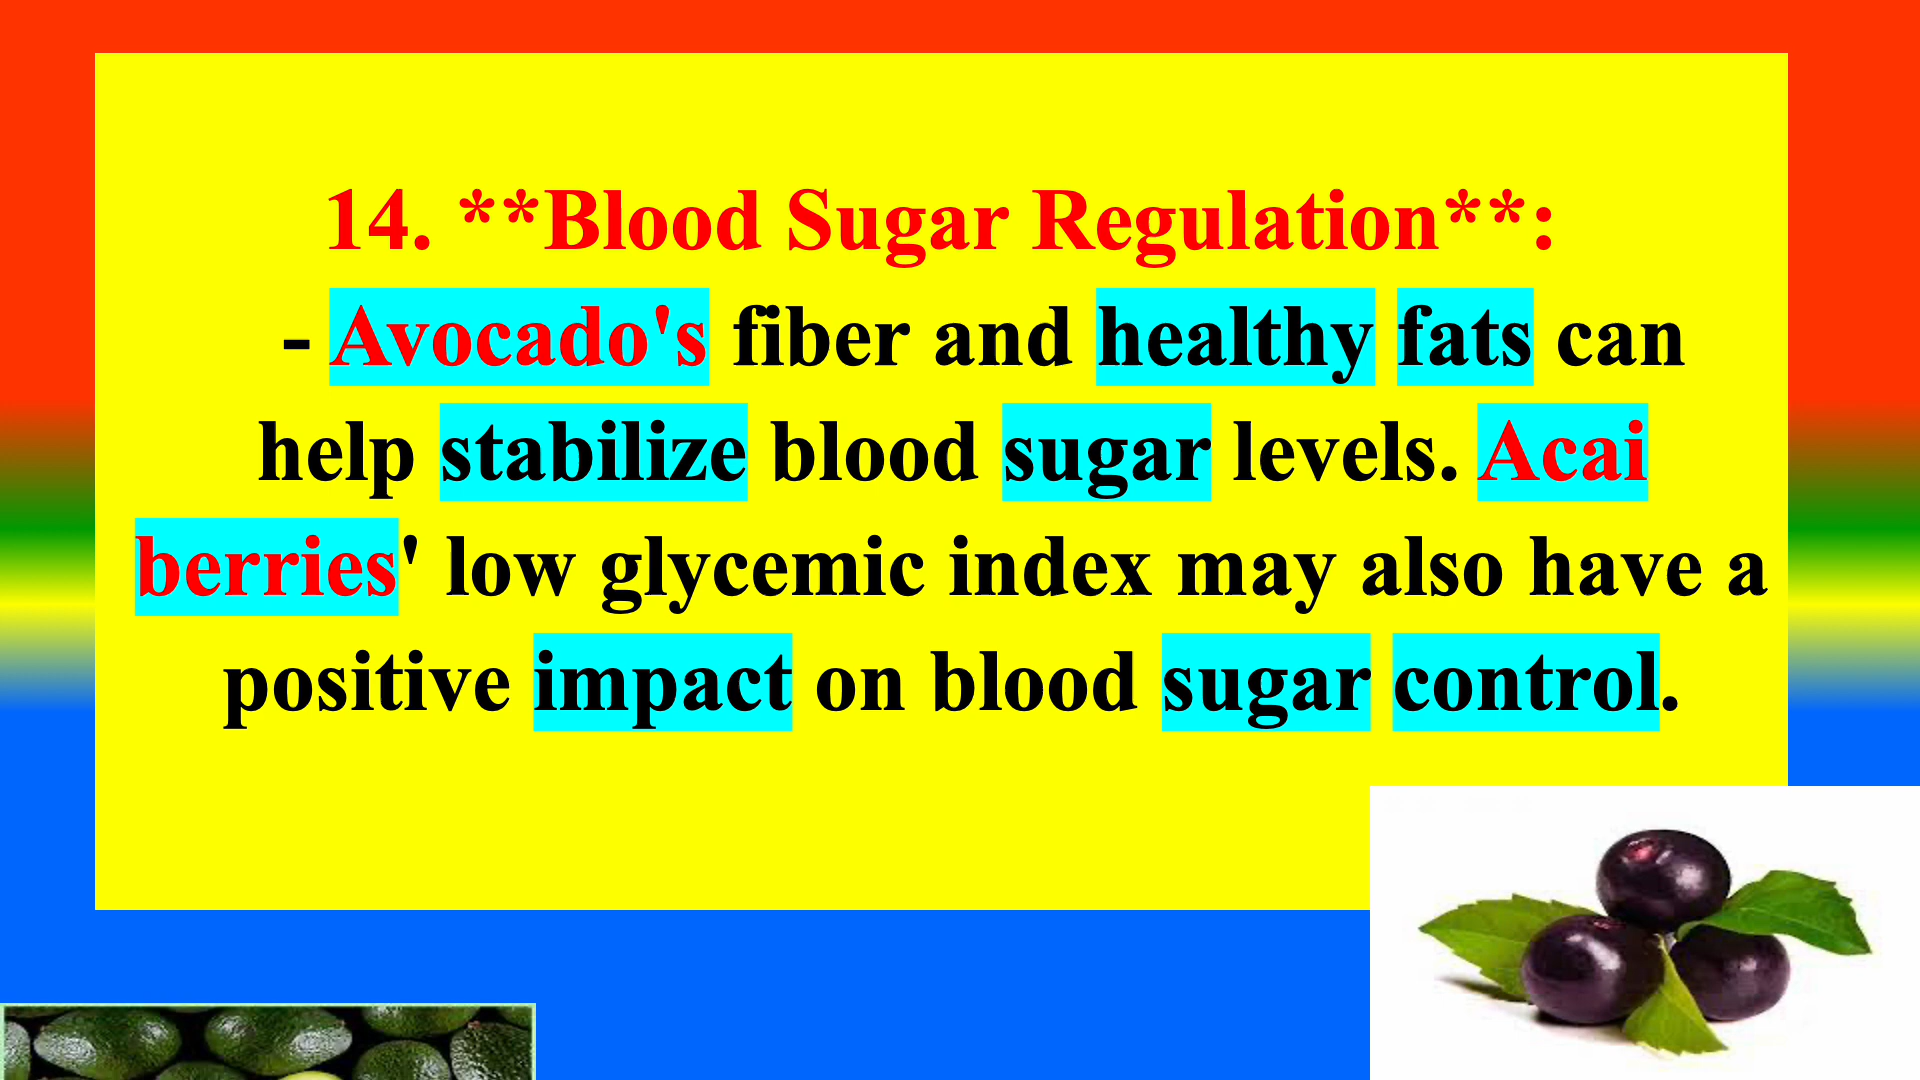 14. **Blood Sugar Regulation**:
- Avocado's fiber and healthy fats can
help stabilize blood sugar levels. Acai
berries' low glycemic index may also have a
positive impact on blood sugar control.